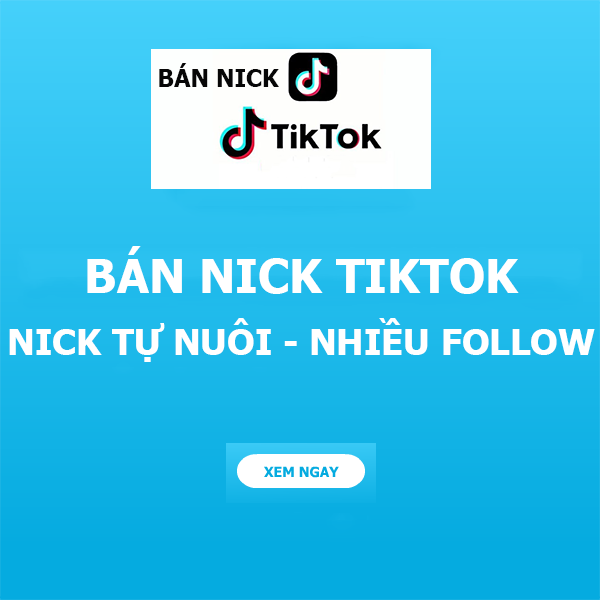 BÁN NICK
TikTok
BÁN NICK TIKTOK
NICK TỰ NUÔI - NHIỀU FOLLOW
XEM NGAY